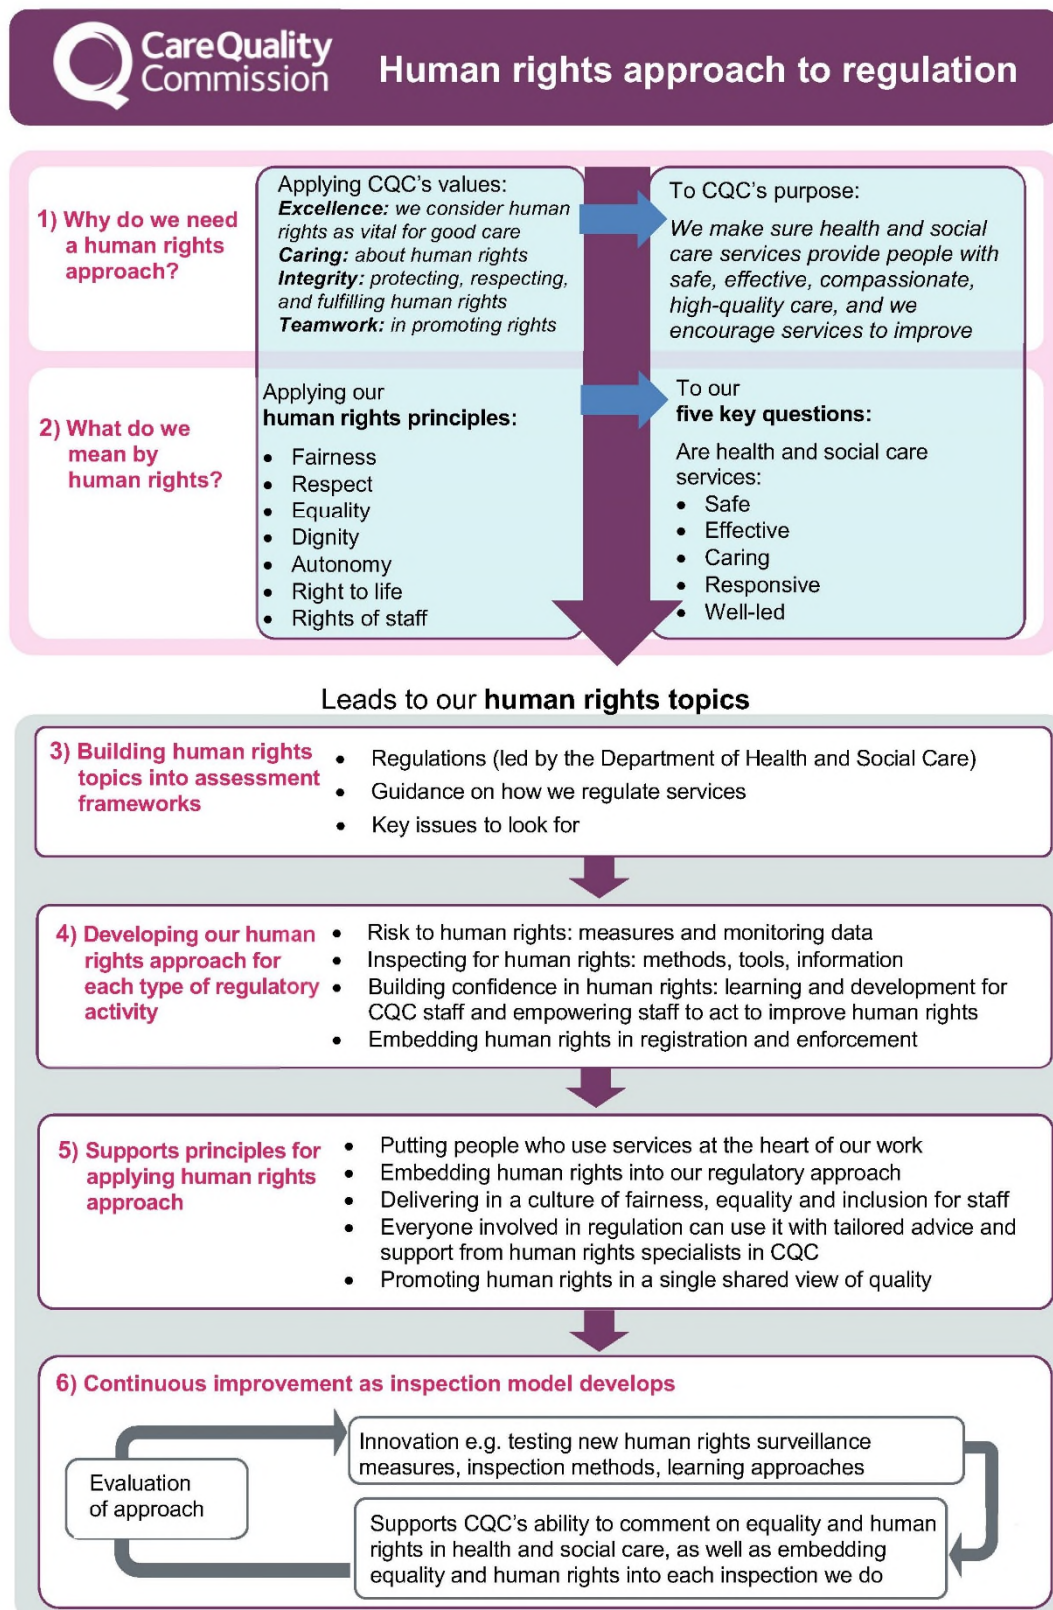 CareQuality
Commission
Human rights approach to regulation
1) Why do we need
a human rights
approach?
Applying CQC's values:
Excellence: we consider human
rights as vital for good care
Caring: about human rights
Integrity: protecting, respecting,
and fulfilling human rights
Teamwork: in promoting rights
To CQC's purpose:
We make sure health and social
care services provide people with
safe, effective, compassionate,
high-quality care, and we
encourage services to improve
2) What do we
mean by
human rights?
Applying our
human rights principles:
• Fairness
• Respect
• Equality
• Dignity
• Autonomy
• Right to life
• Rights of staff
To our
five key questions:
Are health and social care
services:
• Safe
• Effective
• Caring
• Responsive
• Well-led
Leads to our human rights topics
3) Building human rights
topics into assessment
frameworks
• Regulations (led by the Department of Health and Social Care)
• Guidance on how we regulate services
• Key issues to look for
4) Developing our human
rights approach for
each type of regulatory
activity
• Risk to human rights: measures and monitoring data
• Inspecting for human rights: methods, tools, information
• Building confidence in human rights: learning and development for
CQC staff and empowering staff to act to improve human rights
• Embedding human rights in registration and enforcement
5) Supports principles for
applying human rights
approach
• Putting people who use services at the heart of our work
• Embedding human rights into our regulatory approach
• Delivering in a culture of fairness, equality and inclusion for staff
• Everyone involved in regulation can use it with tailored advice and
support from human rights specialists in CQC
• Promoting human rights in a single shared view of quality
6) Continuous improvement as inspection model develops
Evaluation
of approach
Innovation e.g. testing new human rights surveillance
measures, inspection methods, learning approaches
Supports CQC's ability to comment on equality and human
rights in health and social care, as well as embedding
equality and human rights into each inspection we do